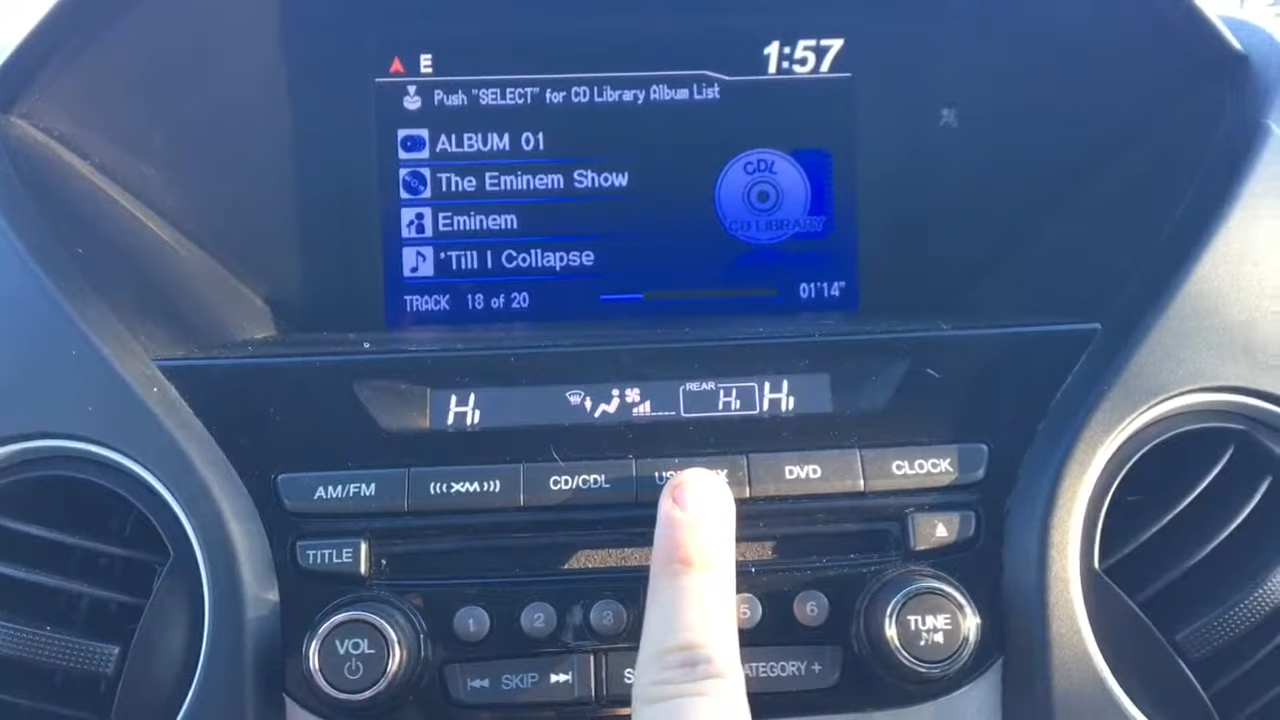 E
1:57
Push "SELECT" for CD Library Album List
ALBUM 01
The Eminem Show
Eminem
'Till I Collapse
CDL
CD LIBRARY
TRACK 18 of 20
01'14"
Hi
REAR Hi
Hi
AM/FM
(((XM)))
CD/CDL
DVD
CLOCK
TITLE
VOL
1
2
3
5
6
TUNE
SKIP